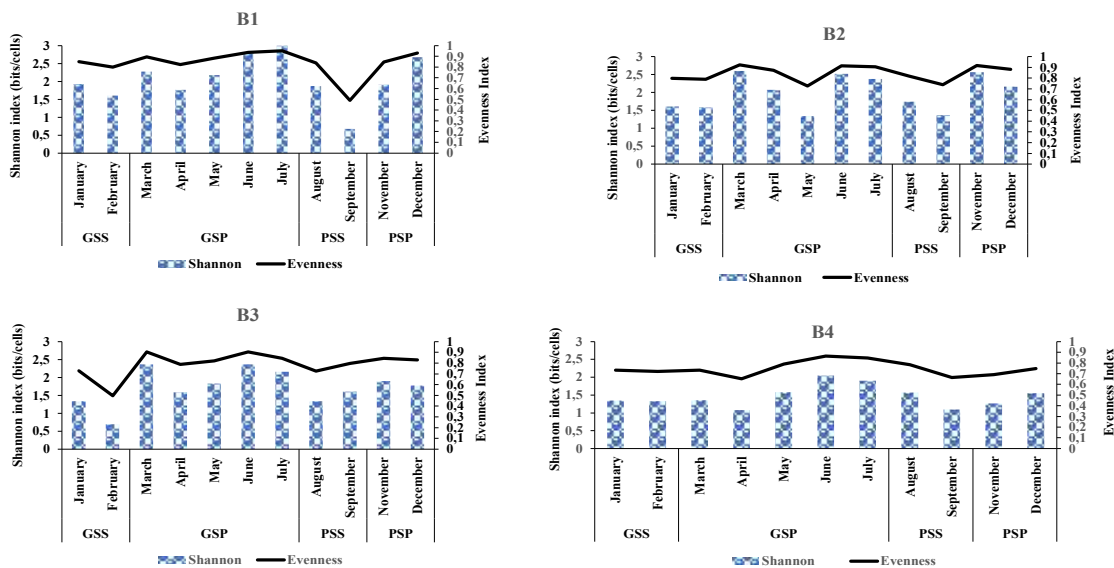 B1
Shannon index (bits/cells)
3
2,5
2
1,5
1
0,5
0
1
0,9
0,8
0,7
0,6
0,5
0,4
0,3
0,2
0,1
0
Evenness Index
January
February
March
April
May
June
July
August
September
November
December
GSS GSP PSS PSP
Shannon Evenness
B2
Shannon index (bits/cells)
3
2,5
2
1,5
1
0,5
0
1
0,9
0,8
0,7
0,6
0,5
0,4
0,3
0,2
0,1
0
Evenness Index
January
February
March
April
May
June
July
August
September
November
December
GSS GSP PSS PSP
Shannon Evenness
B3
Shannon index (bits/cells)
3
2,5
2
1,5
1
0,5
0
1
0,9
0,8
0,7
0,6
0,5
0,4
0,3
0,2
0,1
0
Evenness Index
January
February
March
April
May
June
July
August
September
November
December
GSS GSP PSS PSP
Shannon Evenness
B4
Shannon index (bits/cells)
3
2,5
2
1,5
1
0,5
0
1
0,9
0,8
0,7
0,6
0,5
0,4
0,3
0,2
0,1
0
Evenness Index
January
February
March
April
May
June
July
August
September
November
December
GSS GSP PSS PSP
Shannon Evenness